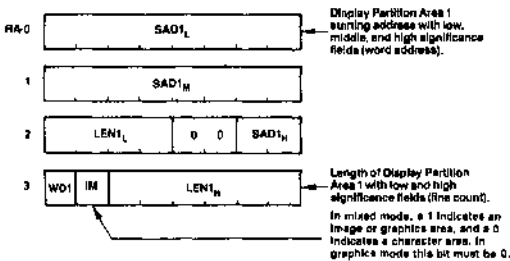 Display Partition Area 1
starting address with low,
middle, and high significance
fields (word address).
RA-0 SAD1L
1 SAD1M
2 LEN1L 0 0 SAD1H
3 WD1 IM LEN1H
Length of Display Partition
Area 1 with low and high
significance fields (line count).
In mixed mode, a 1 indicates an
image or graphics area, and a 0
indicates a character area. In
graphics mode this bit must be 0.